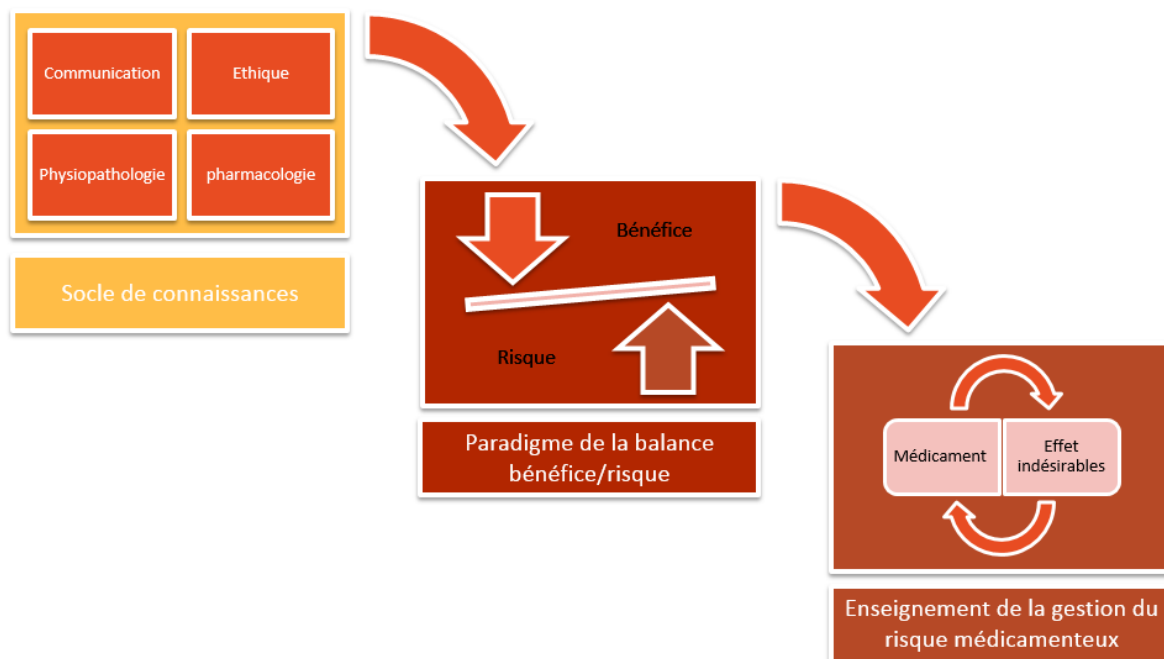 Communication
Ethique
Physiopathologie
pharmacologie
Socle de connaissances
Bénéfice
Risque
Paradigme de la balance
bénéfice/risque
Médicament
Effet
indésirables
Enseignement de la gestion du
risque médicamenteux